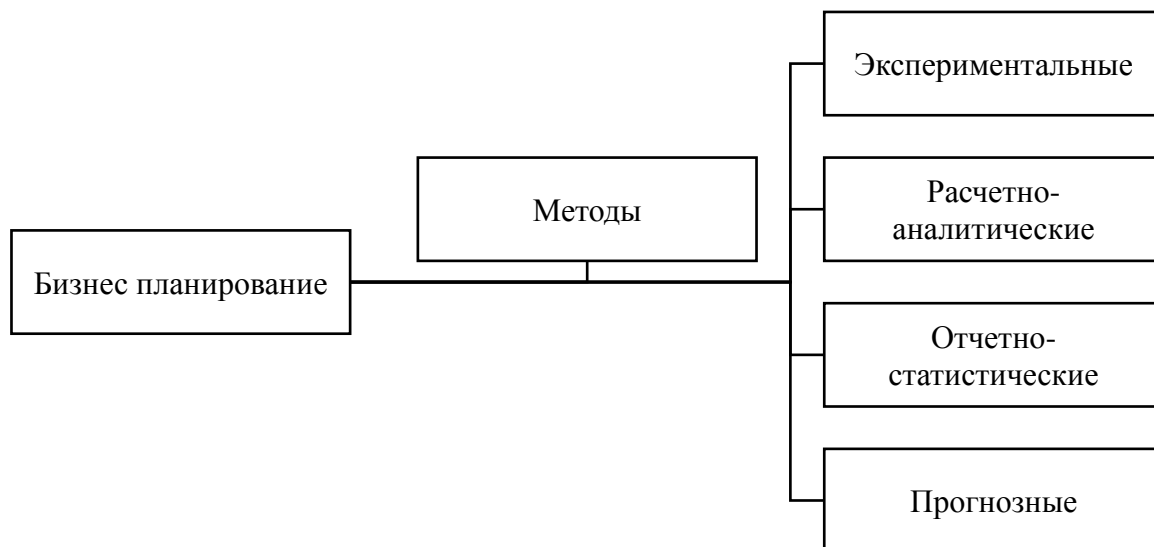 Бизнес планирование
Методы
Экспериментальные
Расчетно-
аналитические
Отчетно-
статистические
Прогнозные